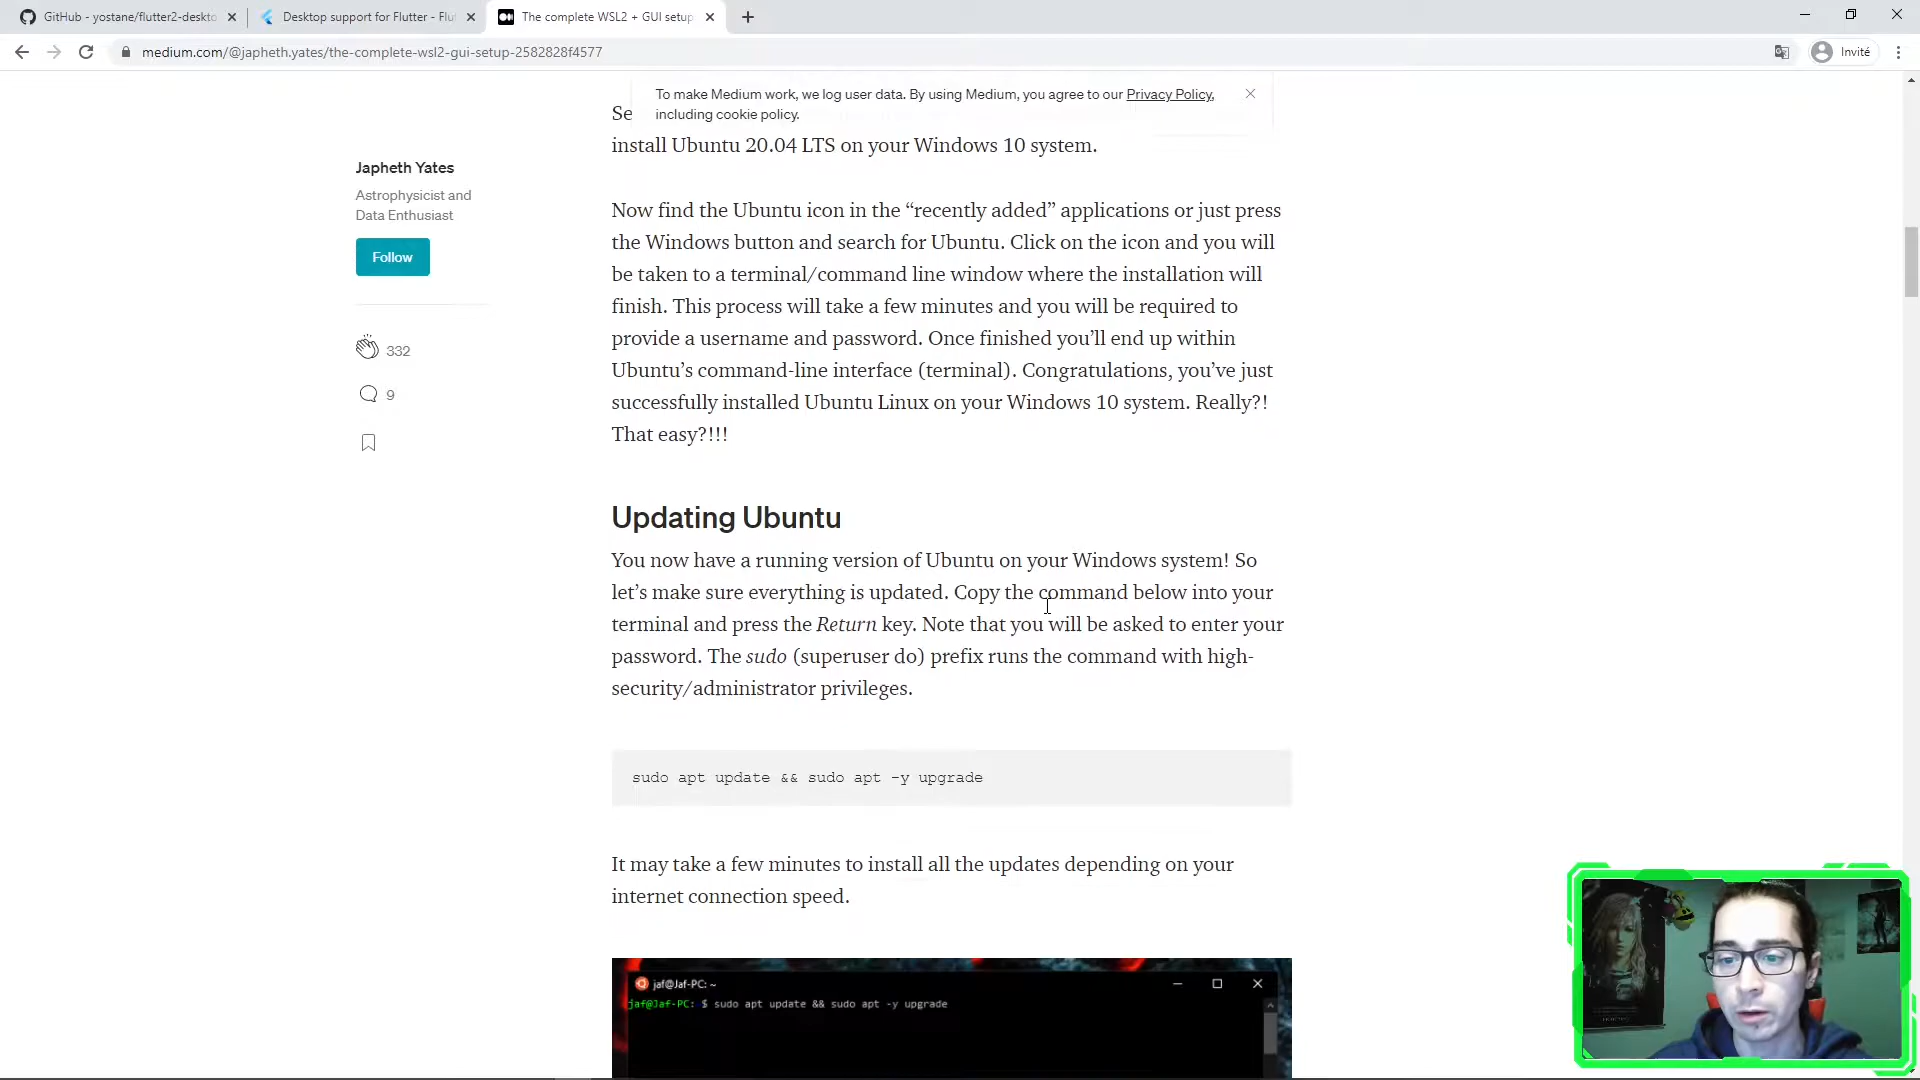 GitHub - yostane/flutter2-deskto
Desktop support for Flutter - Flu
The complete WSL2 + GUI setup
medium.com/@japheth.yates/the-complete-wsl2-gui-setup-2582828f4577
Invité
To make Medium work, we log user data. By using Medium, you agree to our Privacy Policy,
including cookie policy.
Se
install Ubuntu 20.04 LTS on your Windows 10 system.
Japheth Yates
Astrophysicist and
Data Enthusiast
Follow
332
9
Now find the Ubuntu icon in the “recently added” applications or just press
the Windows button and search for Ubuntu. Click on the icon and you will
be taken to a terminal/command line window where the installation will
finish. This process will take a few minutes and you will be required to
provide a username and password. Once finished you’ll end up within
Ubuntu’s command-line interface (terminal). Congratulations, you’ve just
successfully installed Ubuntu Linux on your Windows 10 system. Really?!
That easy?!!!
Updating Ubuntu
You now have a running version of Ubuntu on your Windows system! So
let’s make sure everything is updated. Copy the command below into your
terminal and press the Return key. Note that you will be asked to enter your
password. The sudo (superuser do) prefix runs the command with high-
security/administrator privileges.
sudo apt update && sudo apt -y upgrade
It may take a few minutes to install all the updates depending on your
internet connection speed.
jaf@Jaf-PC: ~
jaf@Jaf-PC: $ sudo apt update && sudo apt -y upgrade